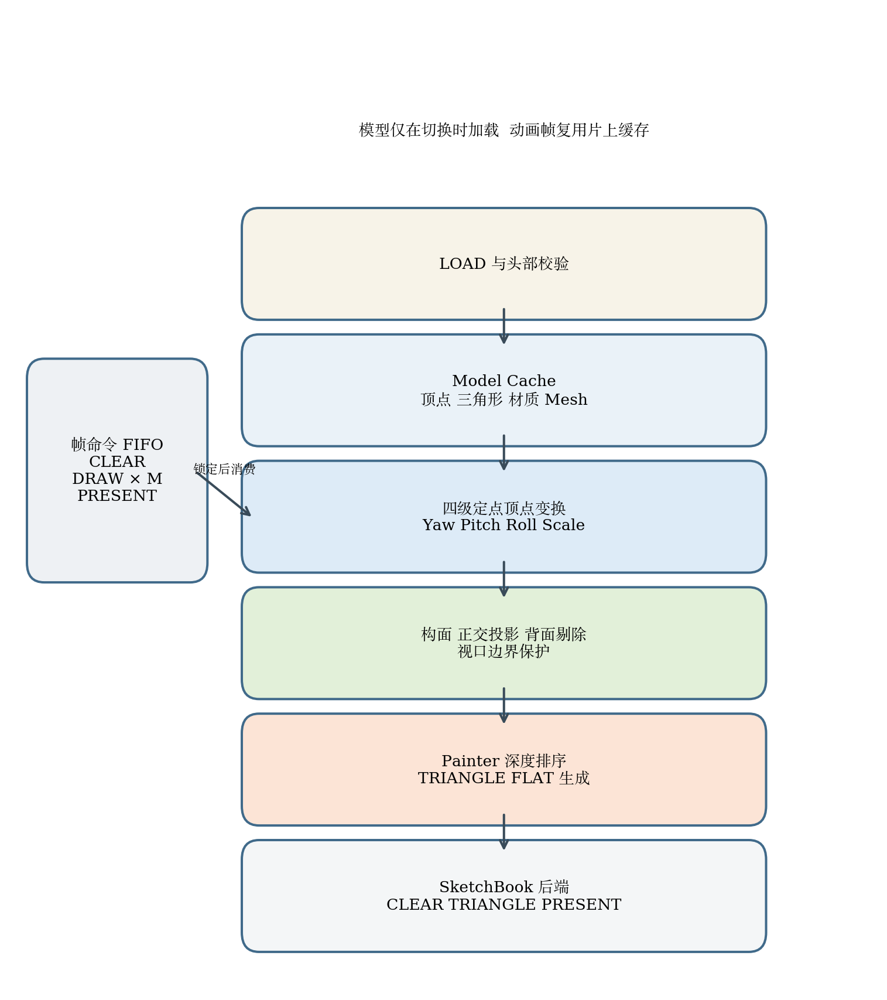 模型仅在切换时加载  动画帧复用片上缓存
LOAD 与头部校验
Model Cache
顶点 三角形 材质 Mesh
帧命令 FIFO
CLEAR
DRAW × M
PRESENT
锁定后消费
四级定点顶点变换
Yaw Pitch Roll Scale
构面 正交投影 背面剔除
视口边界保护
Painter 深度排序
TRIANGLE FLAT 生成
SketchBook 后端
CLEAR TRIANGLE PRESENT